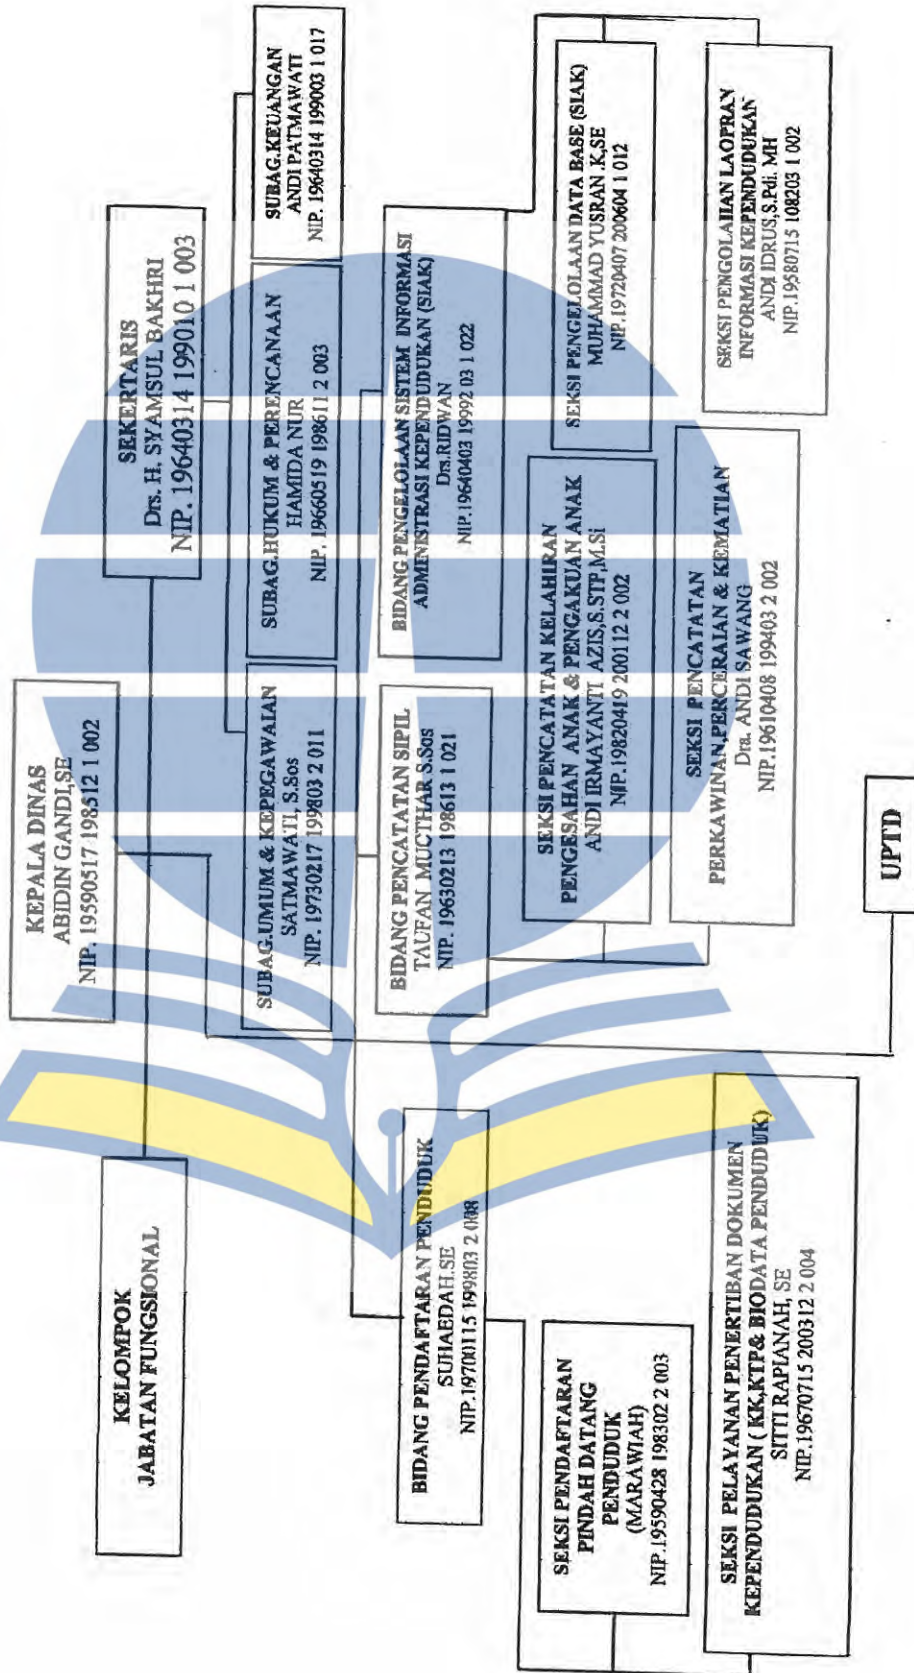 KEPALA DINAS
ABIDIN GANDI,SE
NIP. 19590517 198512 1 002
KELOMPOK
JABATAN FUNGSIONAL
SEKERTARIS
Drs. H. SYAMSUL BAKHRI
NIP. 19640314 199010 1 003
SUBAG.UMUM & KEPEGAWAIAN
SATMAWATI, S.Sos
NIP. 19730217 199803 2 011
SUBAG.HUKUM & PERENCANAAN
HAMIDA NUR
NIP. 19660519 198611 2 003
SUBAG.KEUANGAN
ANDI PATMAWATI
NIP. 19640314 199003 1 017
BIDANG PENDAFTARAN PENDUDUK
SUHAEDAH.SE
NIP.19700115 199803 2 008
BIDANG PENCATATAN SIPIL
TAUFAN MUCTHAR S.Sos
NIP. 19630213 198613 1 021
BIDANG PENGELOLAAN SISTEM INFORMASI
ADMINISTRASI KEPENDUDUKAN (SIAK)
Drs.RIDWAN
NIP.19640403 19992 03 1 022
SEKSI PENDAFTARAN
PINDAH DATANG
PENDUDUK
(MARAWIAH)
NIP.19590428 198302 2 003
SEKSI PENCATATAN KELAHIRAN
PENGESAHAN ANAK & PENGAKUAN ANAK
ANDI IRMAYANTI AZIS,S.STP,M.Si
NIP.19820419 200112 2 002
SEKSI PENGELOLAAN DATA BASE (SIAK)
MUHAMMAD YUSRAN .K,SE
NIP.19720407 200604 1 012
SEKSI PELAYANAN PENERTIBAN DOKUMEN
KEPENDUDUKAN ( KK,KTP& BIODATA PENDUDUK)
SITTI RAPIANAH, SE
NIP.19670715 200312 2 004
SEKSI PENCATATAN
PERKAWINAN,PERCERAIAN & KEMATIAN
Dra. ANDI SAWANG
NIP.19610408 199403 2 002
SEKSI PENGOLAHAN LAOPRAN
INFORMASI KEPENDUDUKAN
ANDI IDRUS,S.Pdi. MH
NIP.19580715 108203 1 002
UPTD